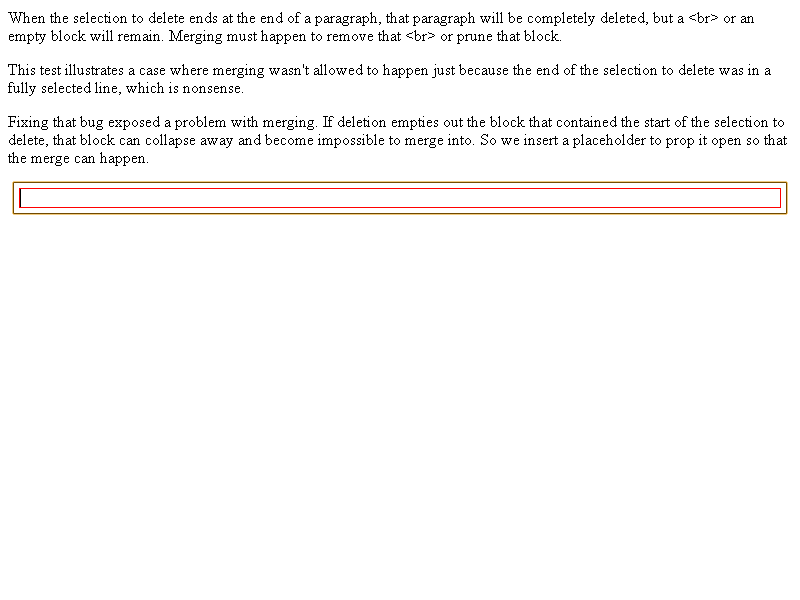 When the selection to delete ends at the end of a paragraph, that paragraph will be completely deleted, but a <br> or an
empty block will remain. Merging must happen to remove that <br> or prune that block.
This test illustrates a case where merging wasn't allowed to happen just because the end of the selection to delete was in a
fully selected line, which is nonsense.
Fixing that bug exposed a problem with merging. If deletion empties out the block that contained the start of the selection to
delete, that block can collapse away and become impossible to merge into. So we insert a placeholder to prop it open so that
the merge can happen.